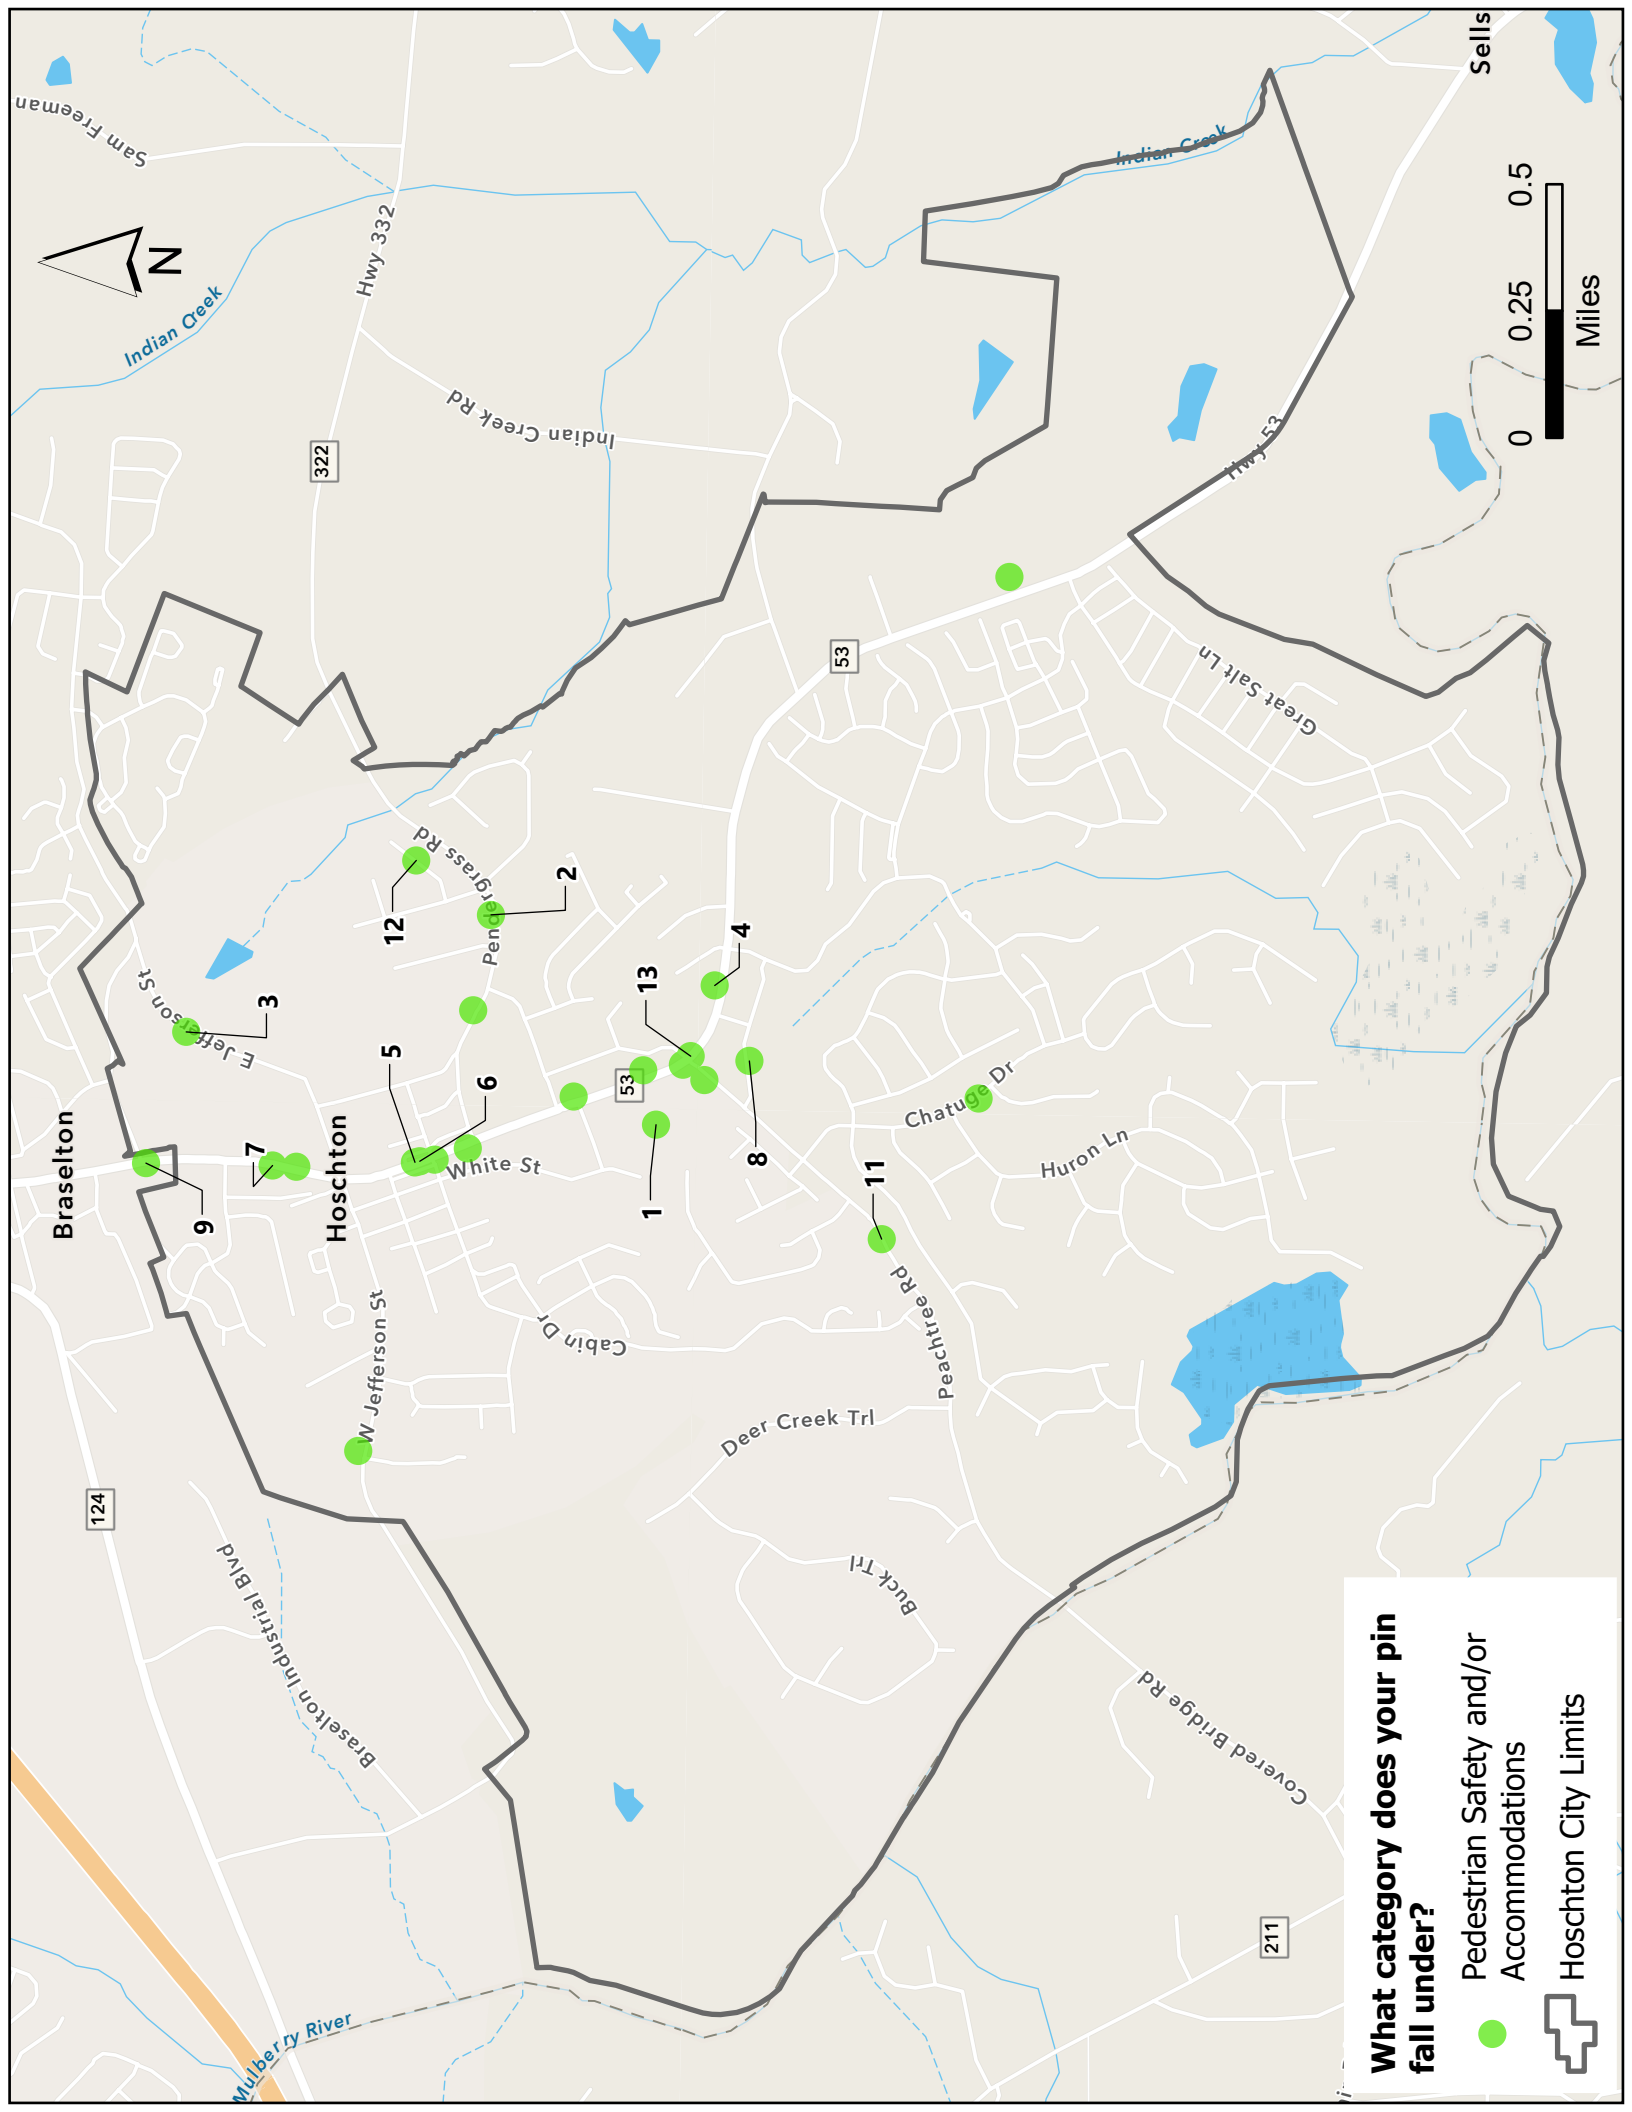 Sam Freeman
N
Indian Creek
Hwy 332
Indian Creek
Sells
Indian Creek Rd
322
Hwy 53
0 0.25 0.5
Miles
53
Great Salt Ln
Pendergrass Rd
12
2
E Jefferson St
3
13
4
5
6
53
Braselton
7
Hoschton
9
White St
1
8
11
Chatuge Dr
Huron Ln
W Jefferson St
Cabin Dr
Peachtree Rd
Deer Creek Trl
124
Braselton Industrial Blvd
Buck Trl
Covered Bridge Rd
Mulberry River
211
What category does your pin
fall under?
Pedestrian Safety and/or
Accommodations
Hoschton City Limits